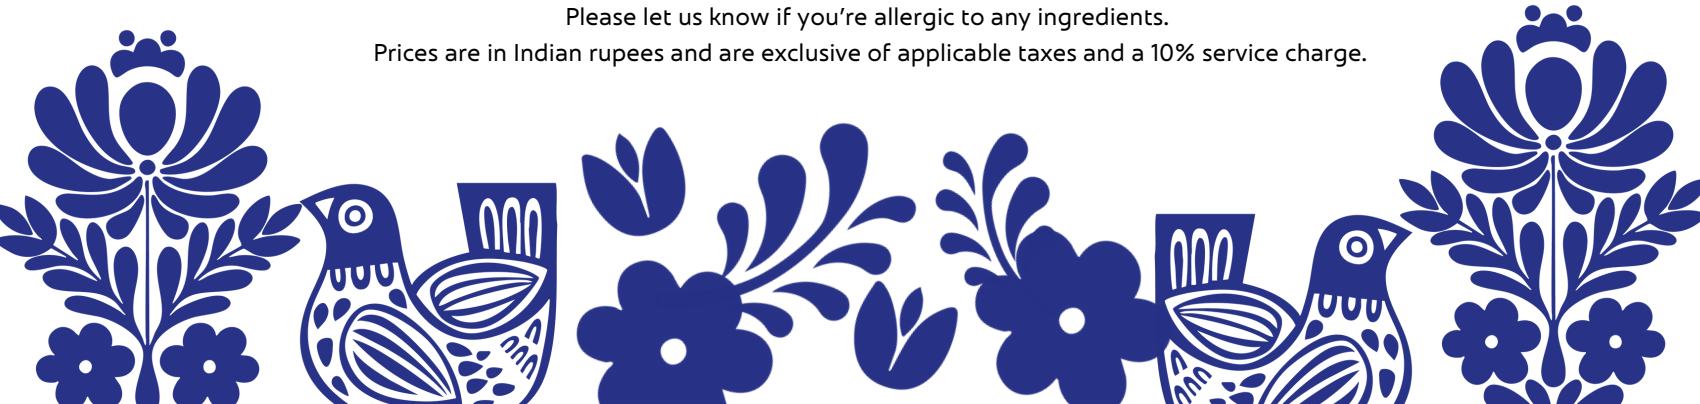 Please let us know if you’re allergic to any ingredients.
Prices are in Indian rupees and are exclusive of applicable taxes and a 10% service charge.